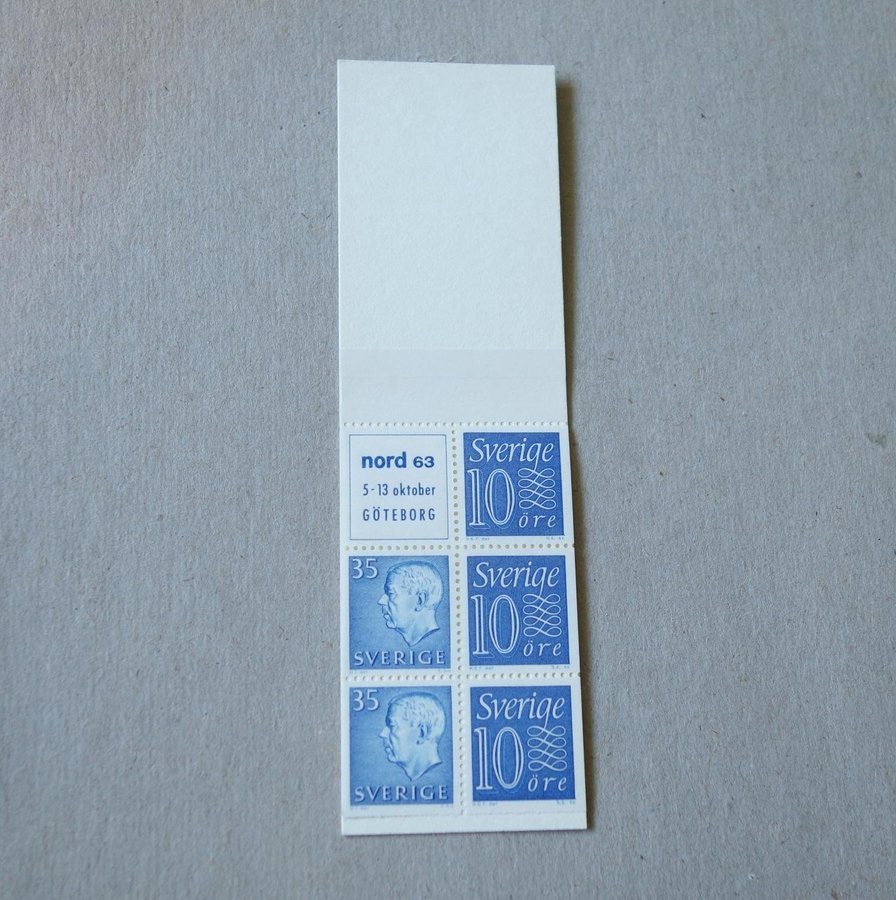 nord 63
5-13 oktober
GÖTEBORG
Sverige
10
öre
35
SVERIGE
Sverige
10
öre
35
SVERIGE
Sverige
10
öre